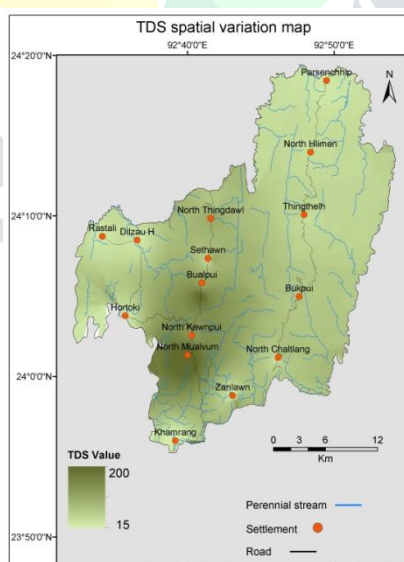 TDS spatial variation map
92°40'0"E 92°50'0"E
24°20'0"N
Parsenchhip
N
North Hlimen
24°10'0"N
North Thingdawl
Thingthelh
Rastali
Dilzau H
Sethawn
Bualpui
Bukpui
Hortoki
North Kawnpui
North Mualvum
North Chaltlang
24°0'0"N
Zanlawn
Khamrang
0 3 6 12
Km
TDS Value
200
15
Perennial stream
Settlement
Road
23°50'0"N